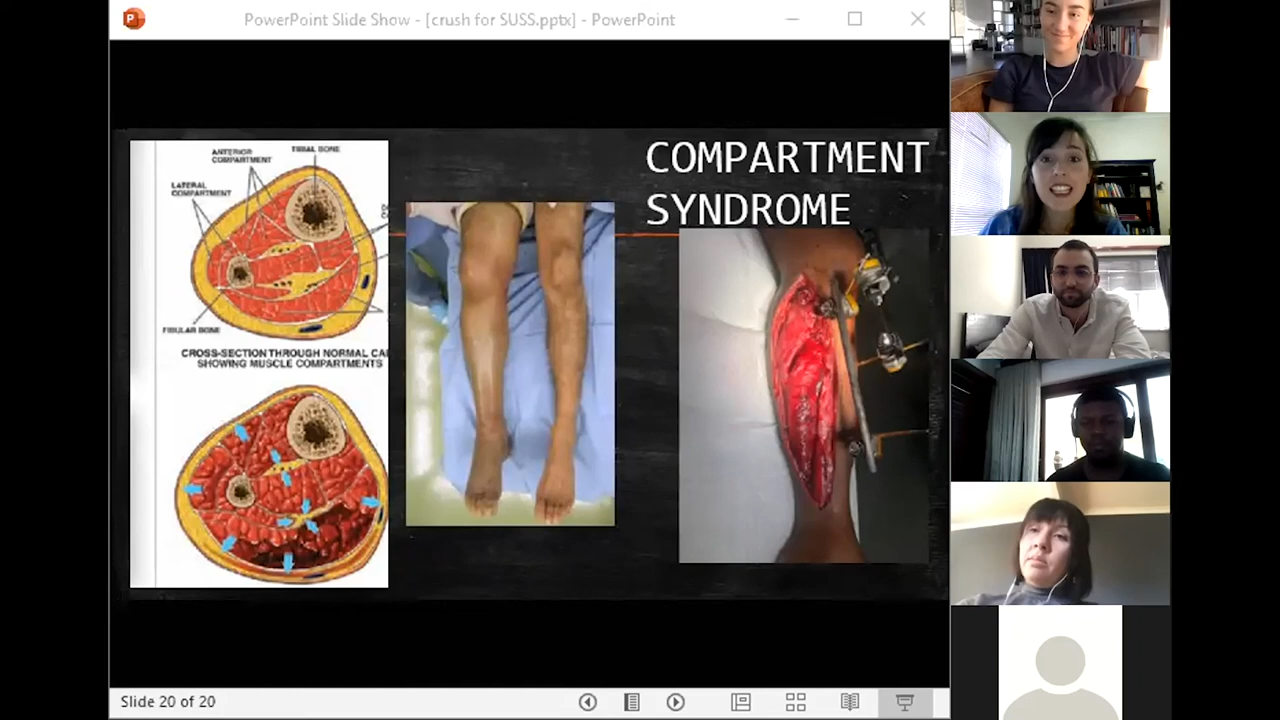 PowerPoint Slide Show - [crush for SUSS.pptx] - PowerPoint
COMPARTMENT
SYNDROME
ANTERIOR
COMPARTMENT
TIBIAL BONE
LATERAL
COMPARTMENT
FIBULAR BONE
CROSS-SECTION THROUGH NORMAL CAL
SHOWING MUSCLE COMPARTMENTS
Slide 20 of 20